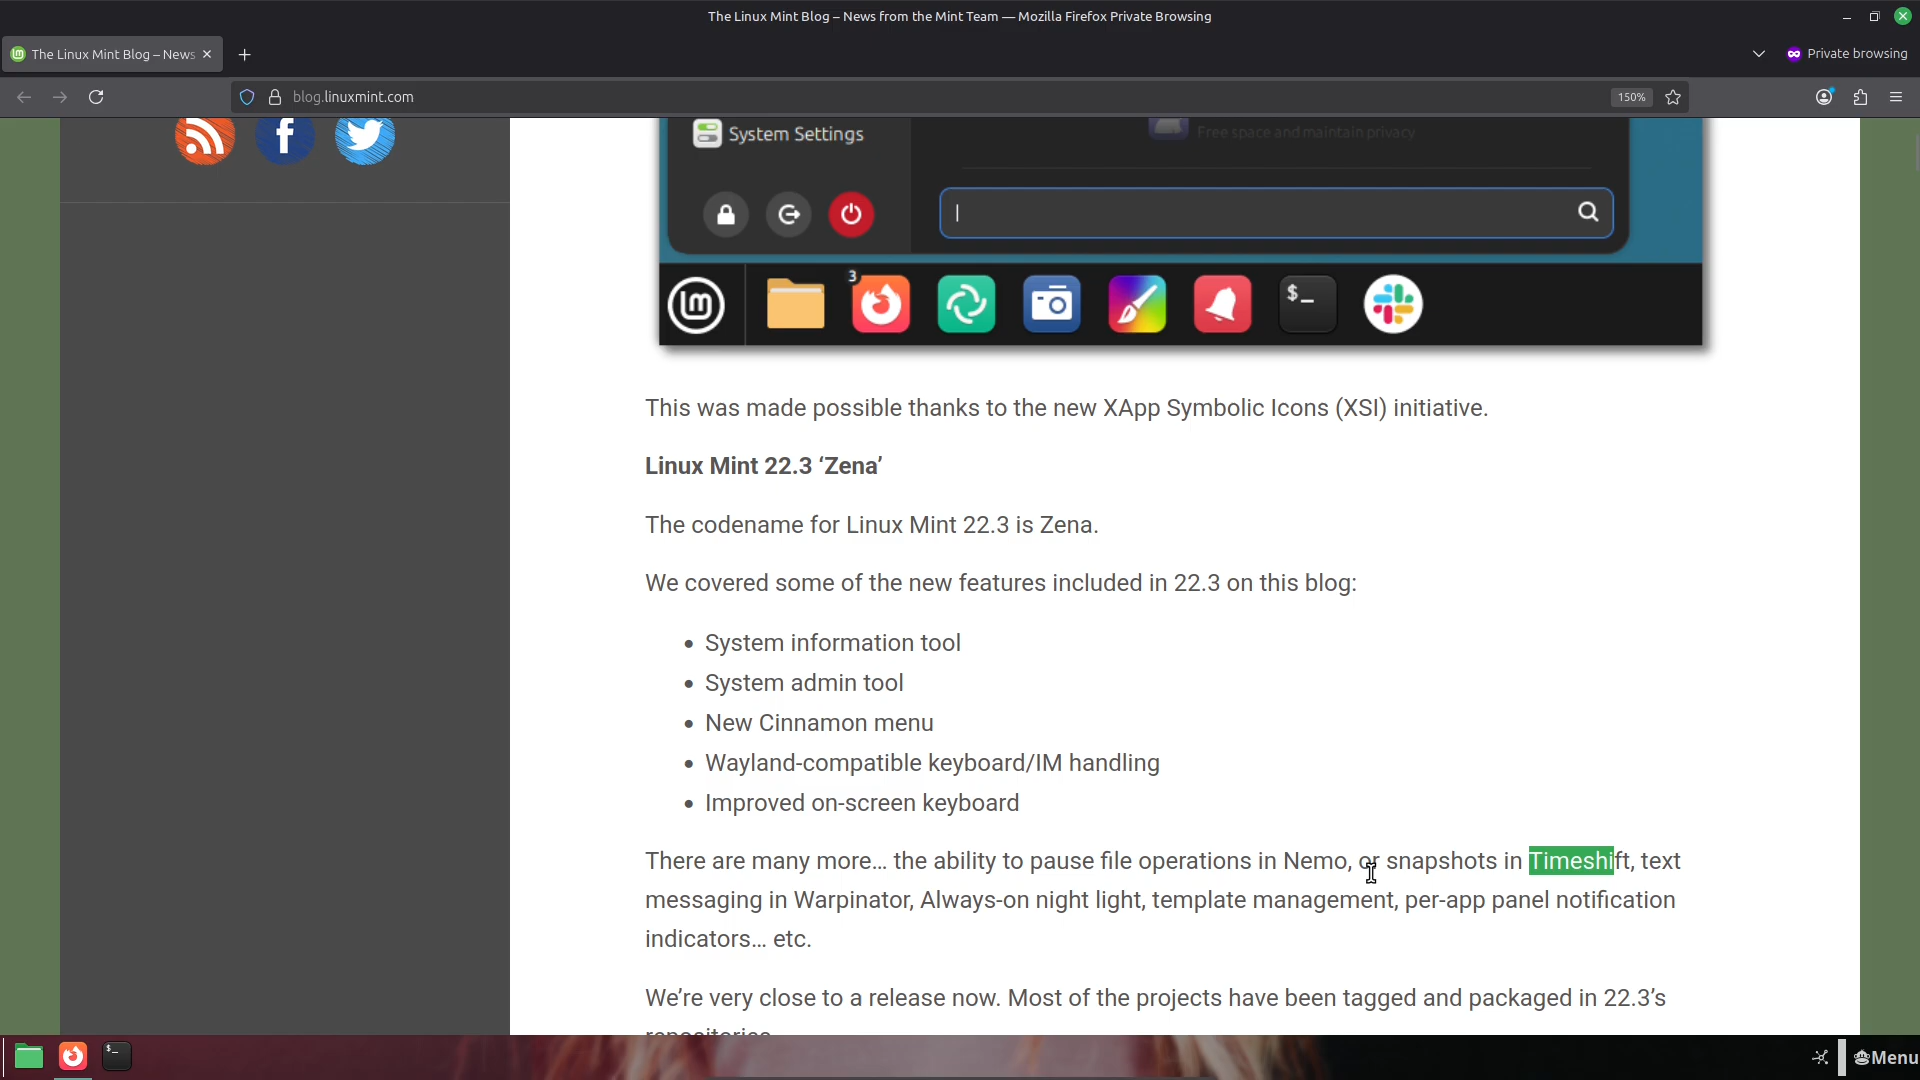 The Linux Mint Blog – News from the Mint Team — Mozilla Firefox Private Browsing
The Linux Mint Blog – News
Private browsing
blog.linuxmint.com
150%
System Settings
Free space and maintain privacy
3
$_
This was made possible thanks to the new XApp Symbolic Icons (XSI) initiative.
Linux Mint 22.3 ‘Zena’
The codename for Linux Mint 22.3 is Zena.
We covered some of the new features included in 22.3 on this blog:
• System information tool
• System admin tool
• New Cinnamon menu
• Wayland-compatible keyboard/IM handling
• Improved on-screen keyboard
There are many more… the ability to pause file operations in Nemo, or snapshots in Timeshift, text
messaging in Warpinator, Always-on night light, template management, per-app panel notification
indicators… etc.
We’re very close to a release now. Most of the projects have been tagged and packaged in 22.3’s
repositories.
$_
Menu